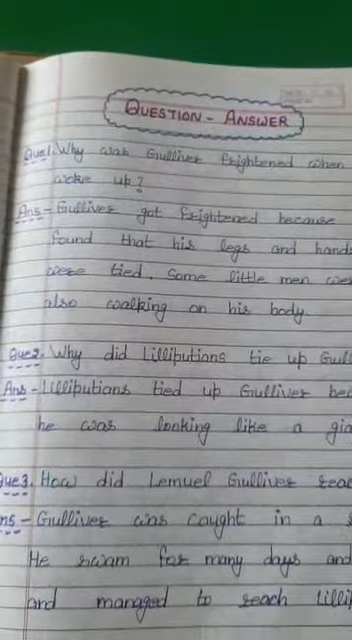 QUESTION - ANSWER
Que1. Why was Gulliver frightened when
woke up?
Ans - Gulliver got frightened because
found that his legs and hands
were tied. Some little men
also walking on his body.
Que2. Why did Lilliputians tie up
Ans - Lilliputians tied up Gulliver
he was looking like a
Que3. How did Lemuel Gulliver
Ans - Gulliver was caught in a
He swam for many days and
and managed to reach